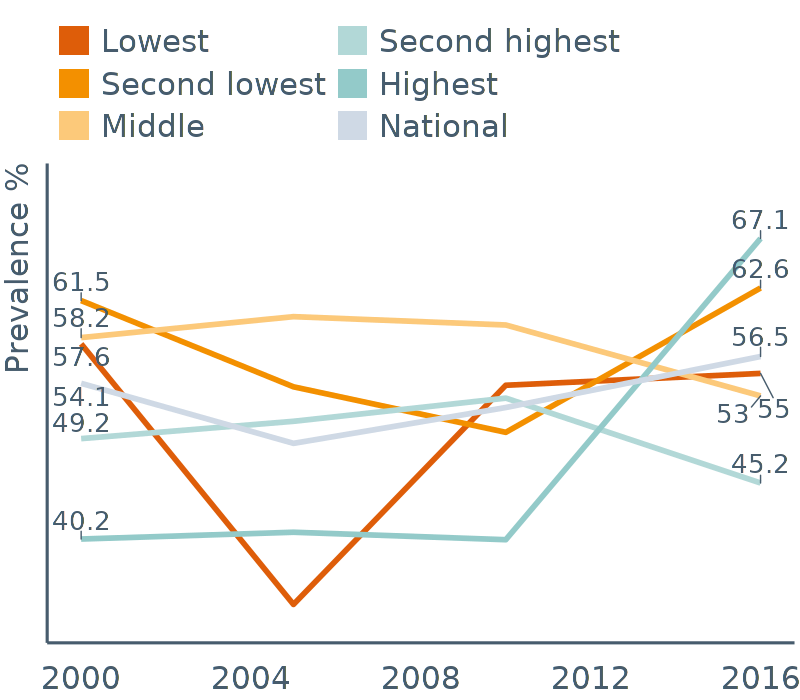 Lowest
Second highest
Second lowest
Highest
Middle
National
Prevalence %
67.1
62.6
61.5
58.2
56.5
57.6
54.1
53
55
49.2
45.2
40.2
2000
2004
2008
2012
2016